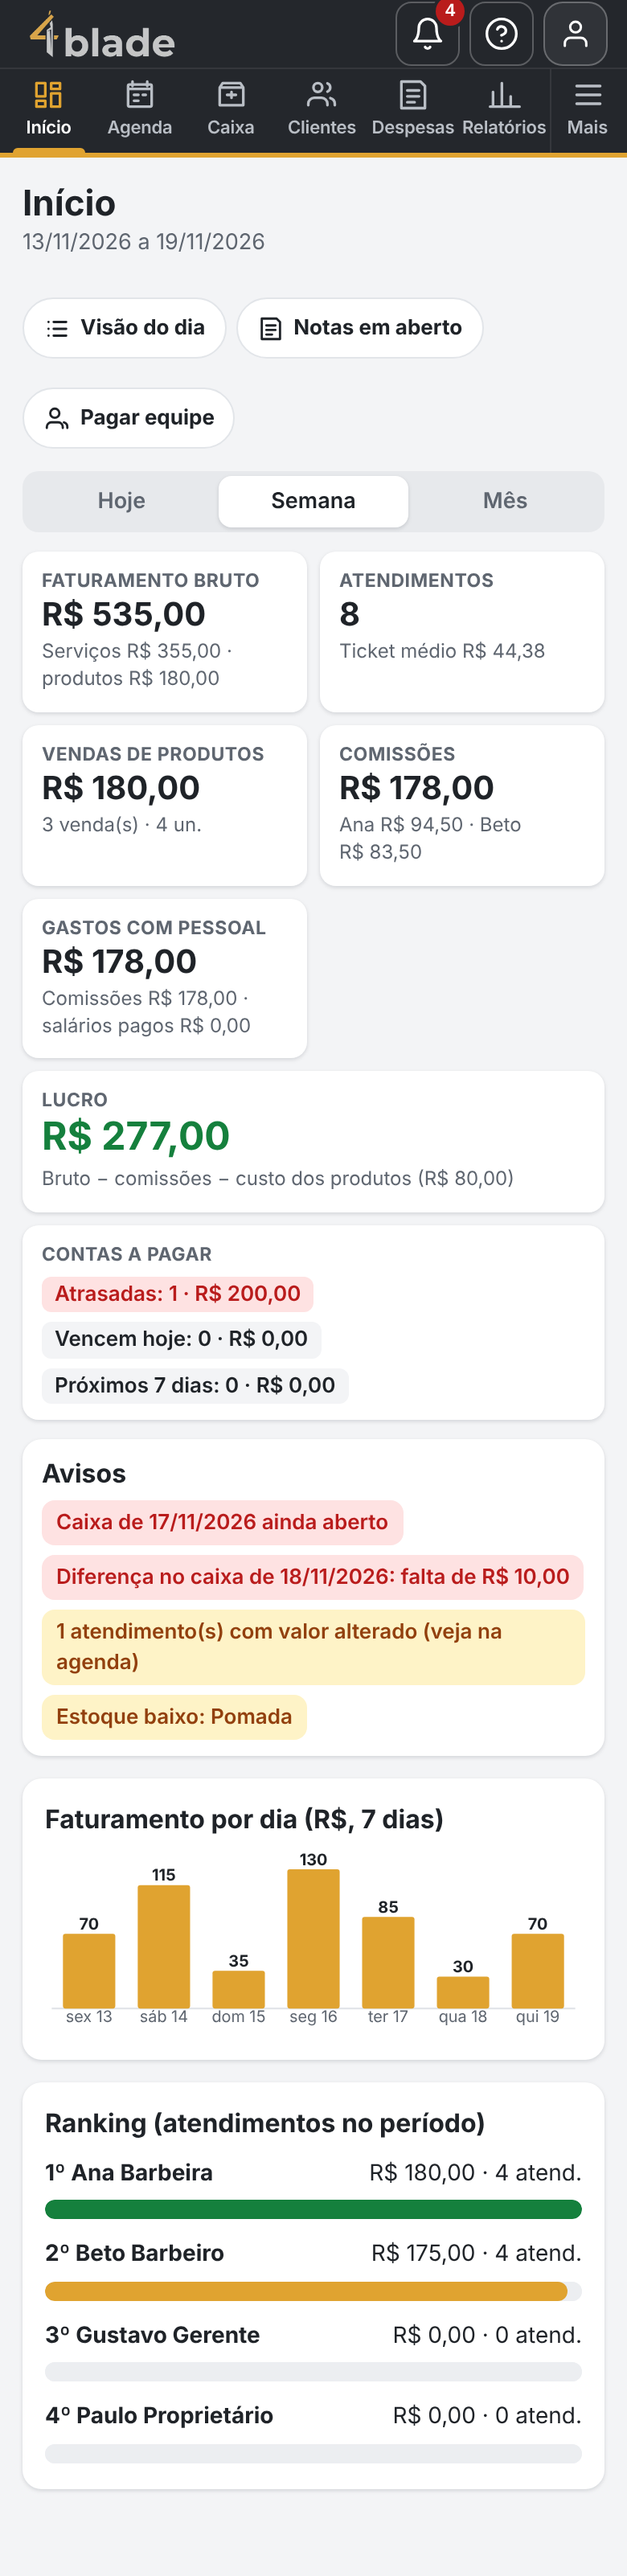 4blade
4
Início
Agenda
Caixa
Clientes
Despesas
Relatórios
Mais
Início
13/11/2026 a 19/11/2026
Visão do dia
Notas em aberto
Pagar equipe
Hoje
Semana
Mês
FATURAMENTO BRUTO
R$ 535,00
Serviços R$ 355,00 ·
produtos R$ 180,00
ATENDIMENTOS
8
Ticket médio R$ 44,38
VENDAS DE PRODUTOS
R$ 180,00
3 venda(s) · 4 un.
COMISSÕES
R$ 178,00
Ana R$ 94,50 · Beto
R$ 83,50
GASTOS COM PESSOAL
R$ 178,00
Comissões R$ 178,00 ·
salários pagos R$ 0,00
LUCRO
R$ 277,00
Bruto − comissões − custo dos produtos (R$ 80,00)
CONTAS A PAGAR
Atrasadas: 1 · R$ 200,00
Vencem hoje: 0 · R$ 0,00
Próximos 7 dias: 0 · R$ 0,00
Avisos
Caixa de 17/11/2026 ainda aberto
Diferença no caixa de 18/11/2026: falta de R$ 10,00
1 atendimento(s) com valor alterado (veja na
agenda)
Estoque baixo: Pomada
Faturamento por dia (R$, 7 dias)
70
115
35
130
85
30
70
sex 13
sáb 14
dom 15
seg 16
ter 17
qua 18
qui 19
Ranking (atendimentos no período)
1º Ana Barbeira
R$ 180,00 · 4 atend.
2º Beto Barbeiro
R$ 175,00 · 4 atend.
3º Gustavo Gerente
R$ 0,00 · 0 atend.
4º Paulo Proprietário
R$ 0,00 · 0 atend.